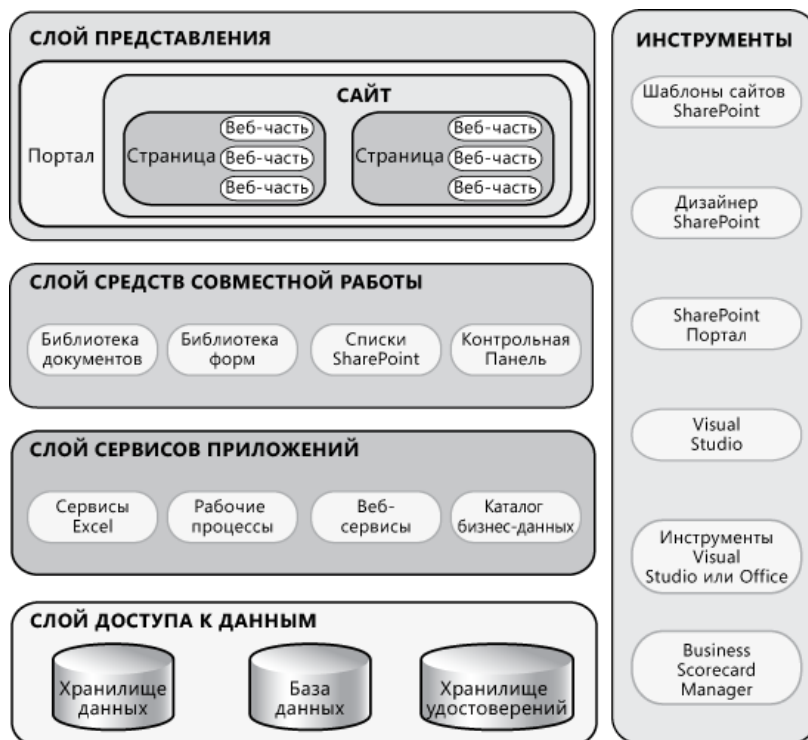 СЛОЙ ПРЕДСТАВЛЕНИЯ
САЙТ
Портал
Страница
Веб-часть
Веб-часть
Веб-часть
Страница
Веб-часть
Веб-часть
Веб-часть
СЛОЙ СРЕДСТВ СОВМЕСТНОЙ РАБОТЫ
Библиотека
документов
Библиотека
форм
Списки
SharePoint
Контрольная
Панель
СЛОЙ СЕРВИСОВ ПРИЛОЖЕНИЙ
Сервисы
Excel
Рабочие
процессы
Веб-
сервисы
Каталог
бизнес-данных
СЛОЙ ДОСТУПА К ДАННЫМ
Хранилище
данных
База
данных
Хранилище
удостоверений
ИНСТРУМЕНТЫ
Шаблоны сайтов
SharePoint
Дизайнер
SharePoint
SharePoint
Портал
Visual
Studio
Инструменты
Visual
Studio или Office
Business
Scorecard
Manager